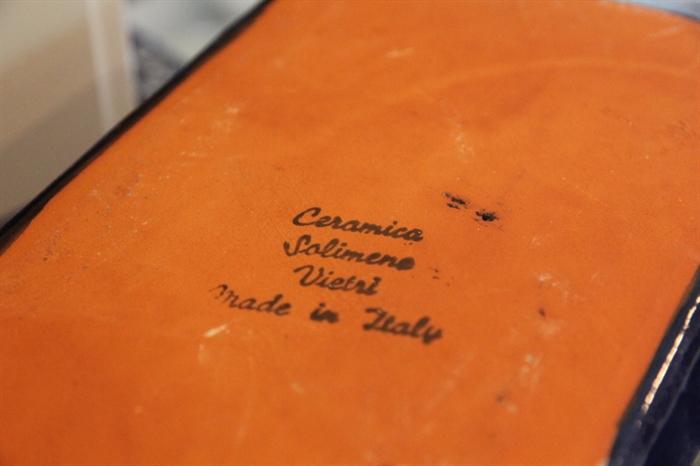 Ceramica
Solimene
Vietri
Made in Italy